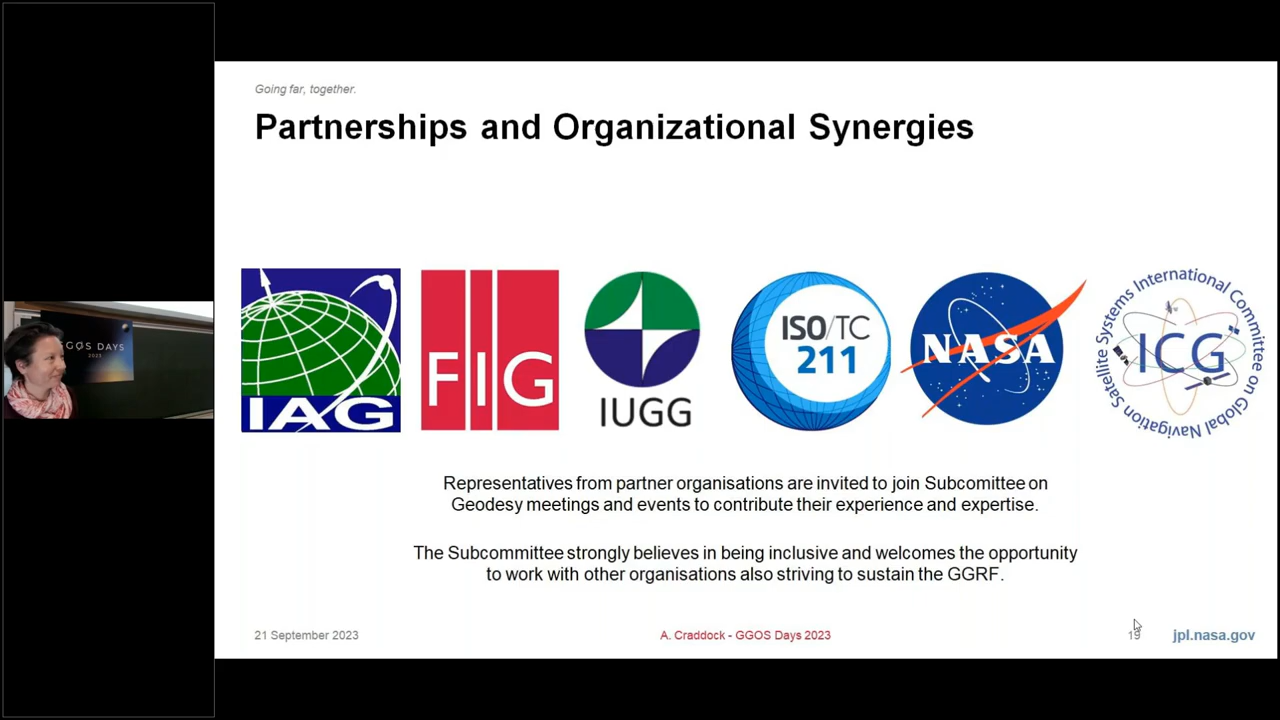 Going far, together.
Partnerships and Organizational Synergies
IAG
FIG
IUGG
ISO/TC
211
NASA
International Committee on Global Navigation Satellite Systems
ICG
GGOS DAYS
2023
Representatives from partner organisations are invited to join Subcomittee on
Geodesy meetings and events to contribute their experience and expertise.
The Subcommittee strongly believes in being inclusive and welcomes the opportunity
to work with other organisations also striving to sustain the GGRF.
21 September 2023
A. Craddock - GGOS Days 2023
19
jpl.nasa.gov